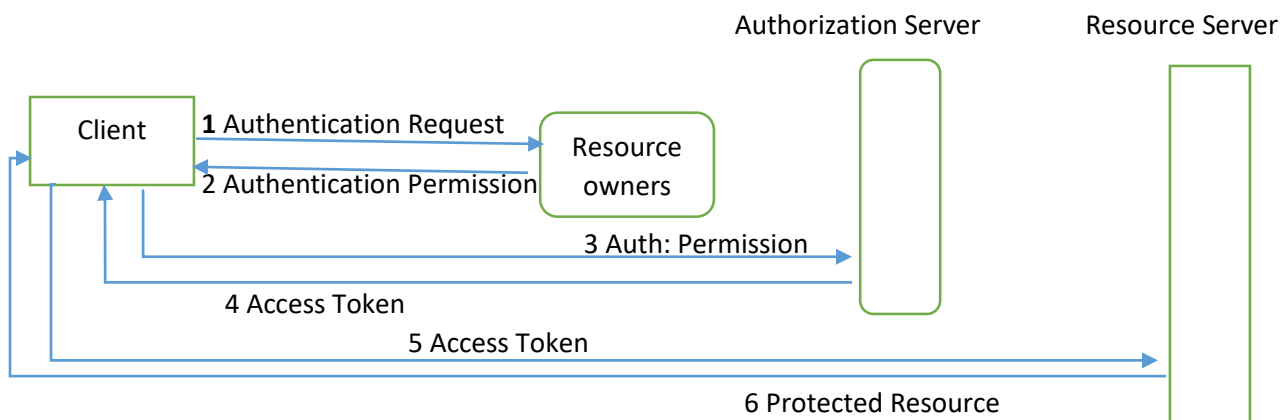 Authorization Server
Resource Server
Client
1 Authentication Request
Resource
owners
2 Authentication Permission
3 Auth: Permission
4 Access Token
5 Access Token
6 Protected Resource